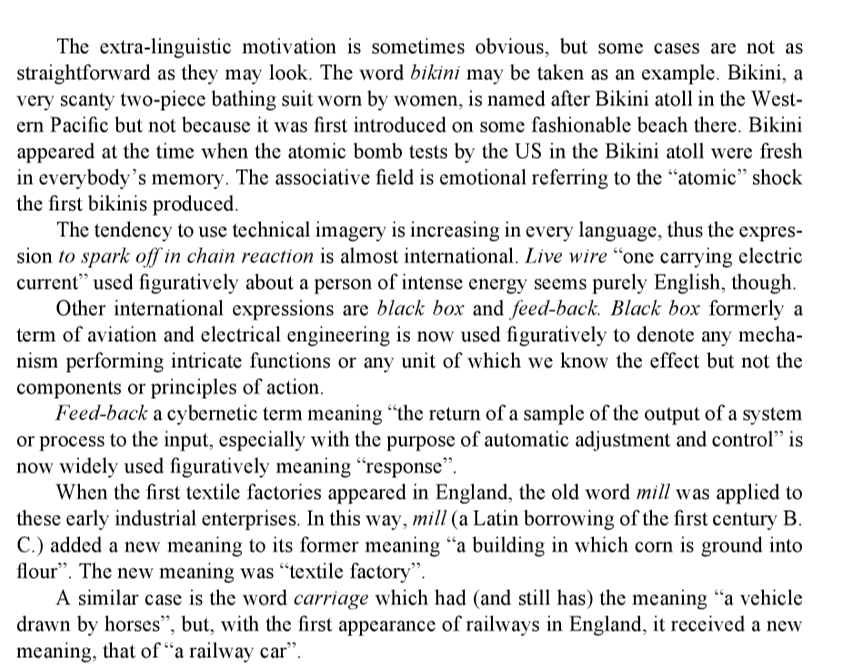 The extra-linguistic motivation is sometimes obvious, but some cases are not as
straightforward as they may look. The word bikini may be taken as an example. Bikini, a
very scanty two-piece bathing suit worn by women, is named after Bikini atoll in the West-
ern Pacific but not because it was first introduced on some fashionable beach there. Bikini
appeared at the time when the atomic bomb tests by the US in the Bikini atoll were fresh
in everybody's memory. The associative field is emotional referring to the “atomic” shock
the first bikinis produced.
The tendency to use technical imagery is increasing in every language, thus the expres-
sion to spark off in chain reaction is almost international. Live wire “one carrying electric
current” used figuratively about a person of intense energy seems purely English, though.
Other international expressions are black box and feed-back. Black box formerly a
term of aviation and electrical engineering is now used figuratively to denote any mecha-
nism performing intricate functions or any unit of which we know the effect but not the
components or principles of action.
Feed-back a cybernetic term meaning “the return of a sample of the output of a system
or process to the input, especially with the purpose of automatic adjustment and control” is
now widely used figuratively meaning “response”.
When the first textile factories appeared in England, the old word mill was applied to
these early industrial enterprises. In this way, mill (a Latin borrowing of the first century B.
C.) added a new meaning to its former meaning “a building in which corn is ground into
flour”. The new meaning was “textile factory”.
A similar case is the word carriage which had (and still has) the meaning “a vehicle
drawn by horses”, but, with the first appearance of railways in England, it received a new
meaning, that of “a railway car”.